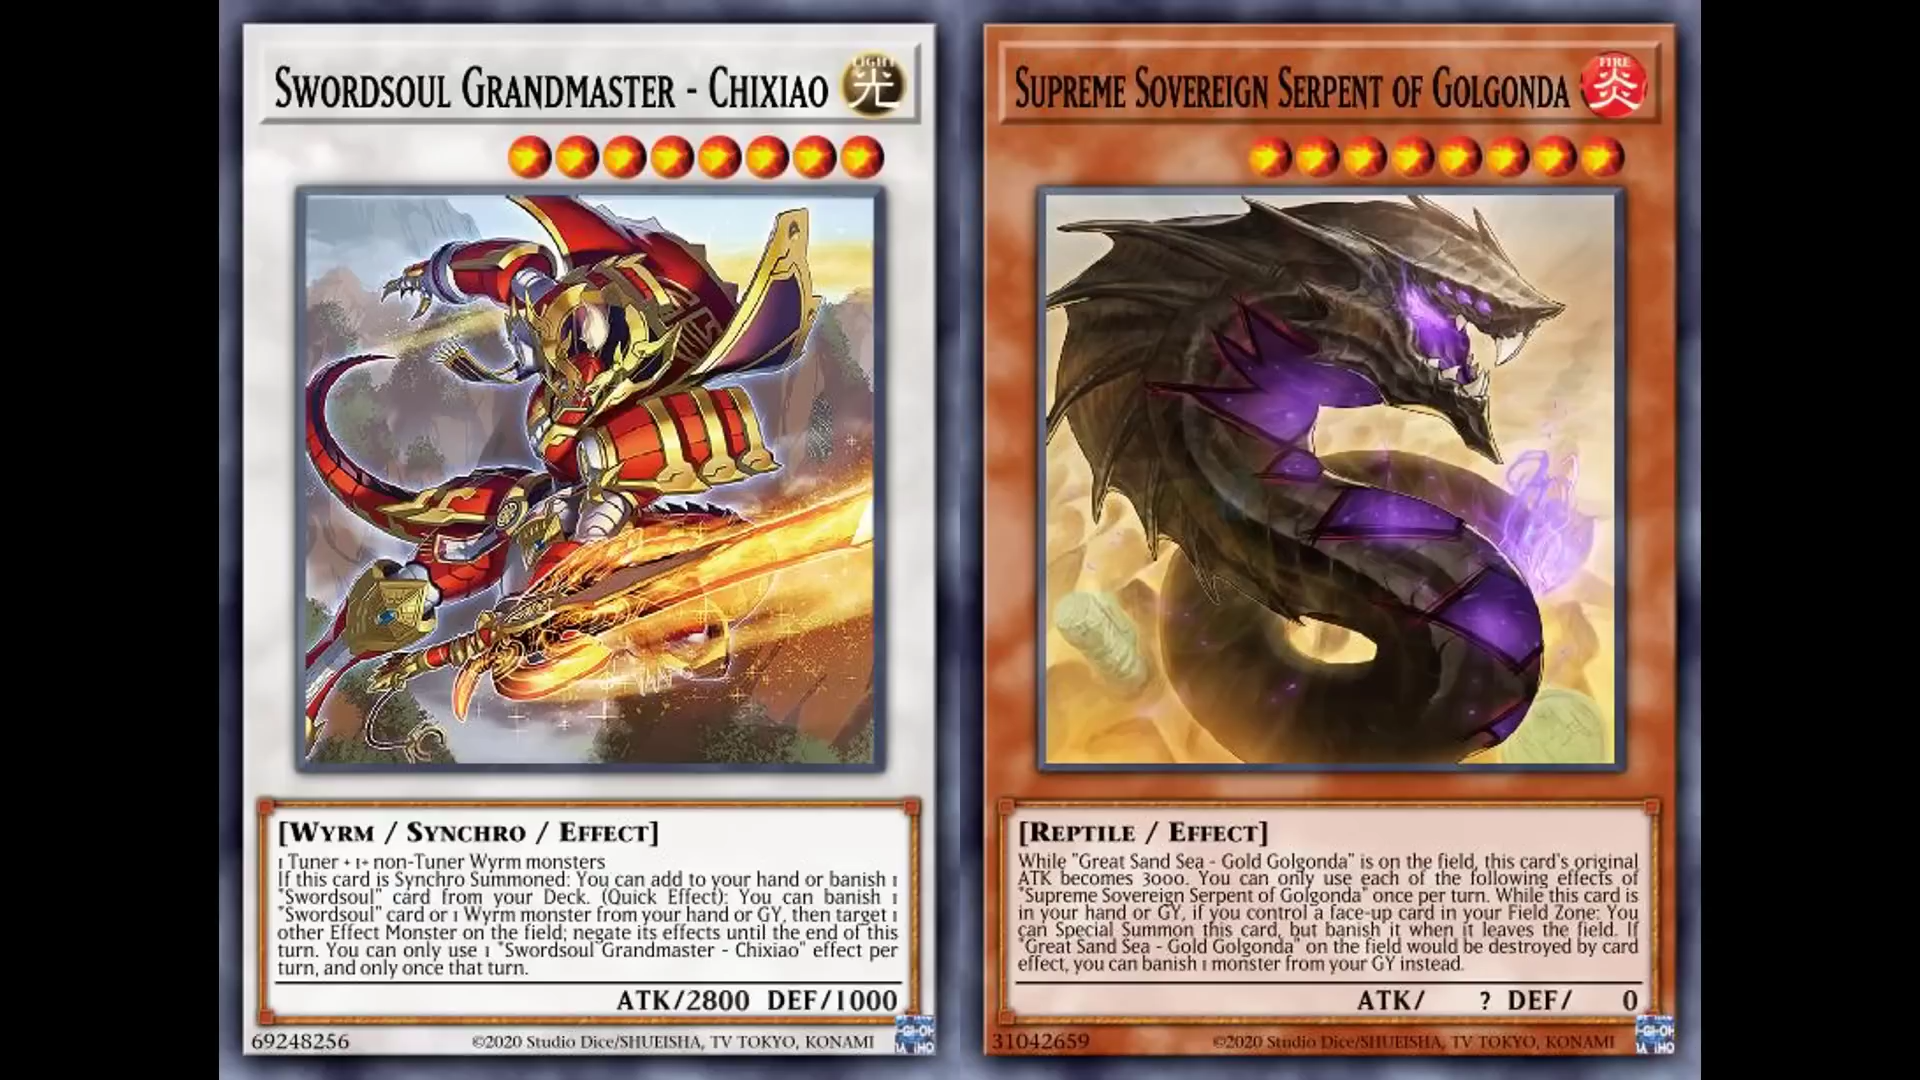 Swordsoul Grandmaster - Chixiao
LIGHT
光
[Wyrm / Synchro / Effect]
1 Tuner + 1+ non-Tuner Wyrm monsters
If this card is Synchro Summoned: You can add to your hand or banish 1
"Swordsoul" card from your Deck. (Quick Effect): You can banish 1
"Swordsoul" card or 1 Wyrm monster from your hand or GY, then target 1
other Effect Monster on the field; negate its effects until the end of this
turn. You can only use 1 "Swordsoul Grandmaster - Chixiao" effect per
turn, and only once that turn.
ATK/2800 DEF/1000
69248256
©2020 Studio Dice/SHUEISHA, TV TOKYO, KONAMI
Supreme Sovereign Serpent of Golgonda
FIRE
炎
[Reptile / Effect]
While "Great Sand Sea - Gold Golgonda" is on the field, this card's original
ATK becomes 3000. You can only use each of the following effects of
"Supreme Sovereign Serpent of Golgonda" once per turn. While this card is
in your hand or GY, if you control a face-up card in your Field Zone: You
can Special Summon this card, but banish it when it leaves the field. If
"Great Sand Sea - Gold Golgonda" on the field would be destroyed by card
effect, you can banish 1 monster from your GY instead.
ATK/ ? DEF/ 0
31042659
©2020 Studio Dice/SHUEISHA, TV TOKYO, KONAMI